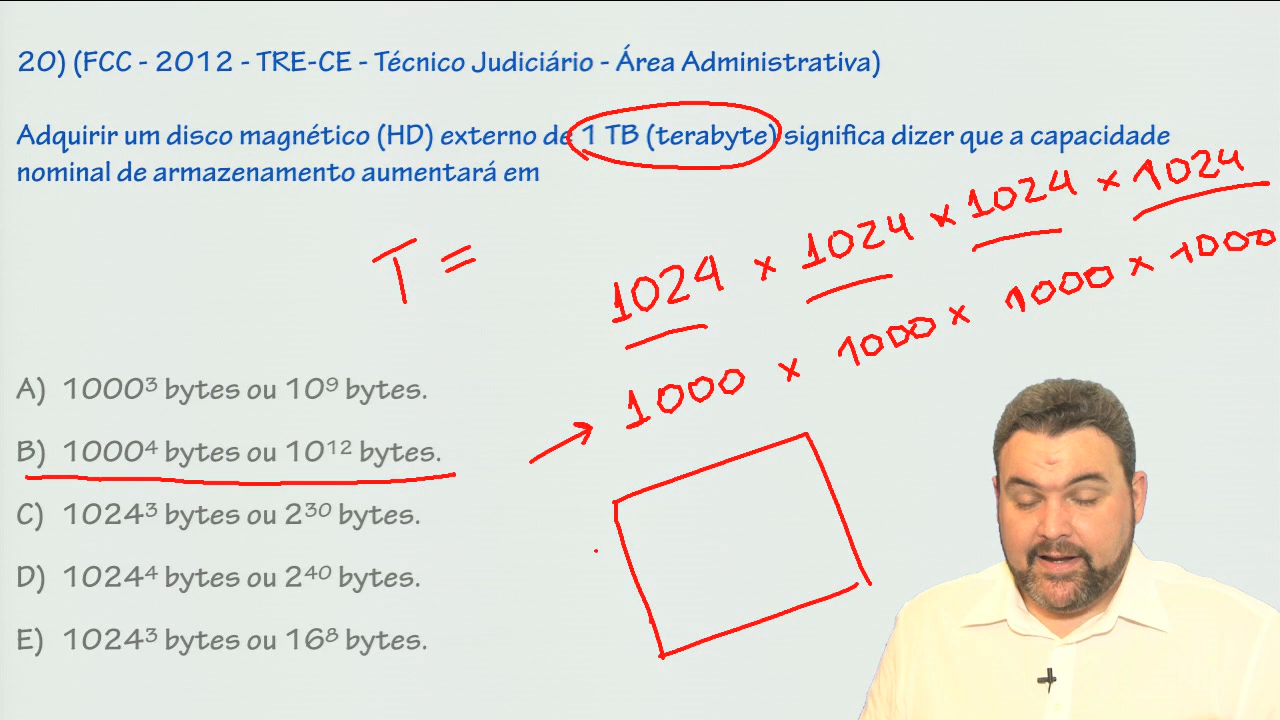 20) (FCC - 2012 - TRE-CE - Técnico Judiciário - Área Administrativa)
Adquirir um disco magnético (HD) externo de 1 TB (terabyte) significa dizer que a capacidade
nominal de armazenamento aumentará em
T =
1024 × 1024 × 1024 × 1024
1000 × 1000 × 1000 × 1000
A) 1000³ bytes ou 10⁹ bytes.
B) 1000⁴ bytes ou 10¹² bytes.
C) 1024³ bytes ou 2³⁰ bytes.
D) 1024⁴ bytes ou 2⁴⁰ bytes.
E) 1024³ bytes ou 16⁸ bytes.